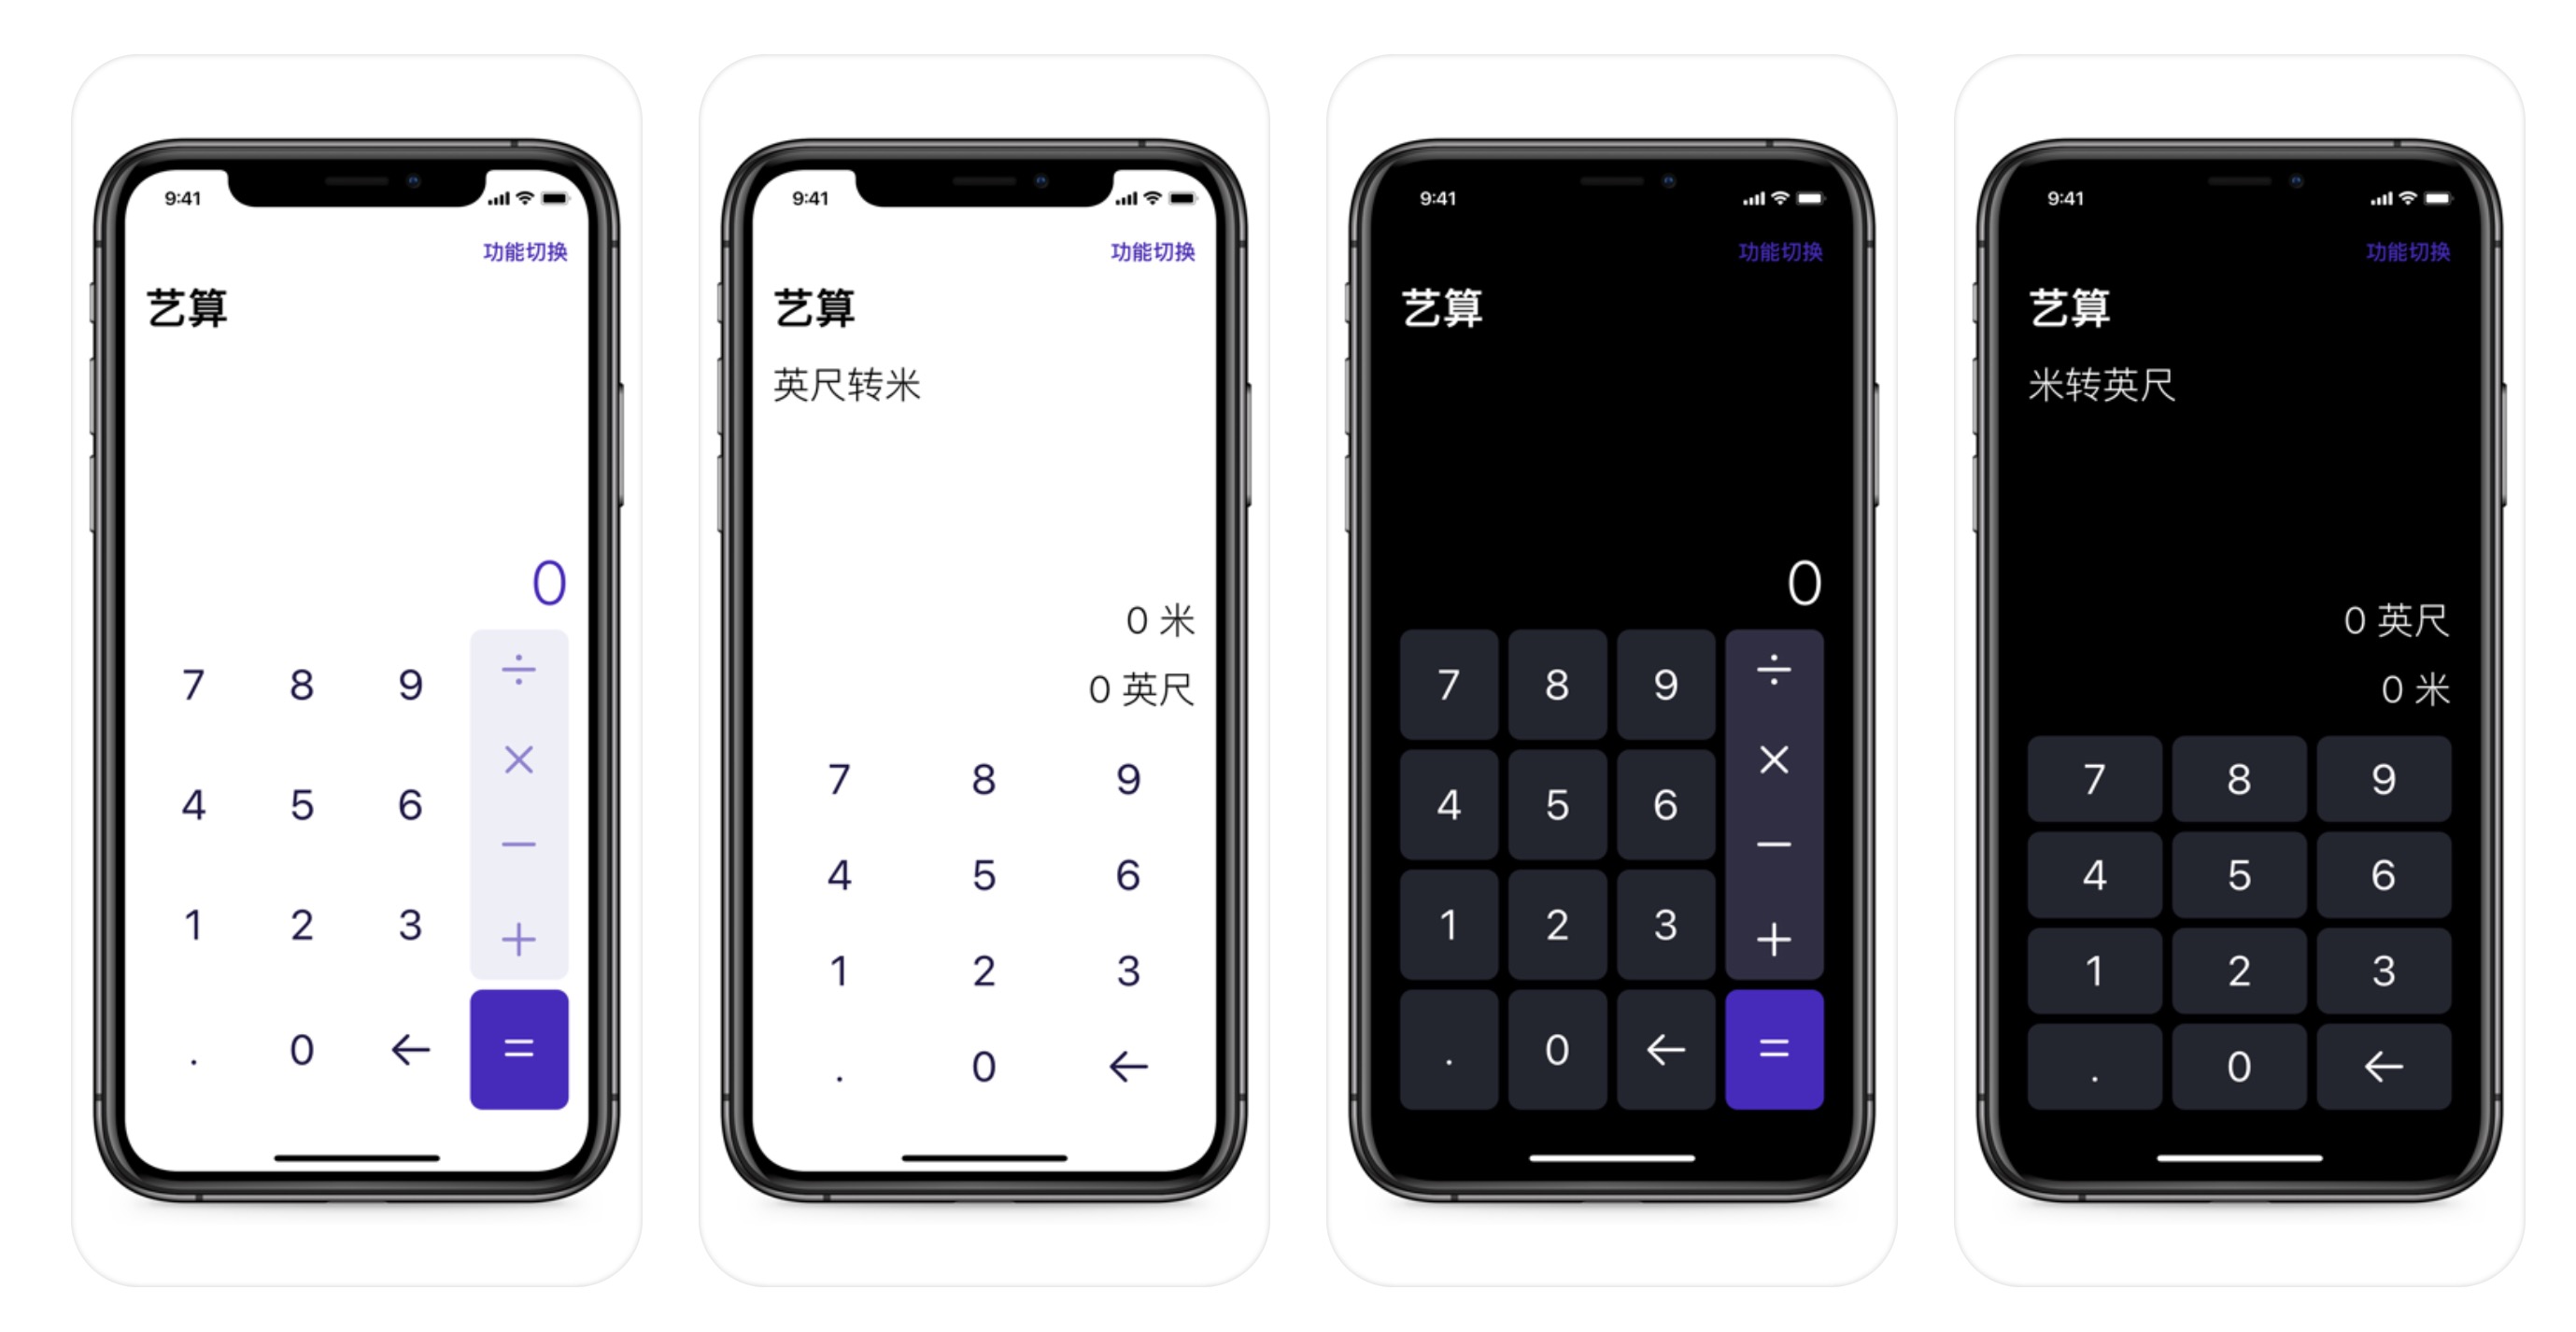 9:41
功能切换
艺算
0
7 8 9 ÷
×
4 5 6
−
1 2 3 +
. 0 ← =
9:41
功能切换
艺算
英尺转米
0 米
0 英尺
7 8 9
4 5 6
1 2 3
. 0 ←
9:41
功能切换
艺算
0
7 8 9 ÷
×
4 5 6
−
1 2 3 +
. 0 ← =
9:41
功能切换
艺算
米转英尺
0 英尺
0 米
7 8 9
4 5 6
1 2 3
. 0 ←